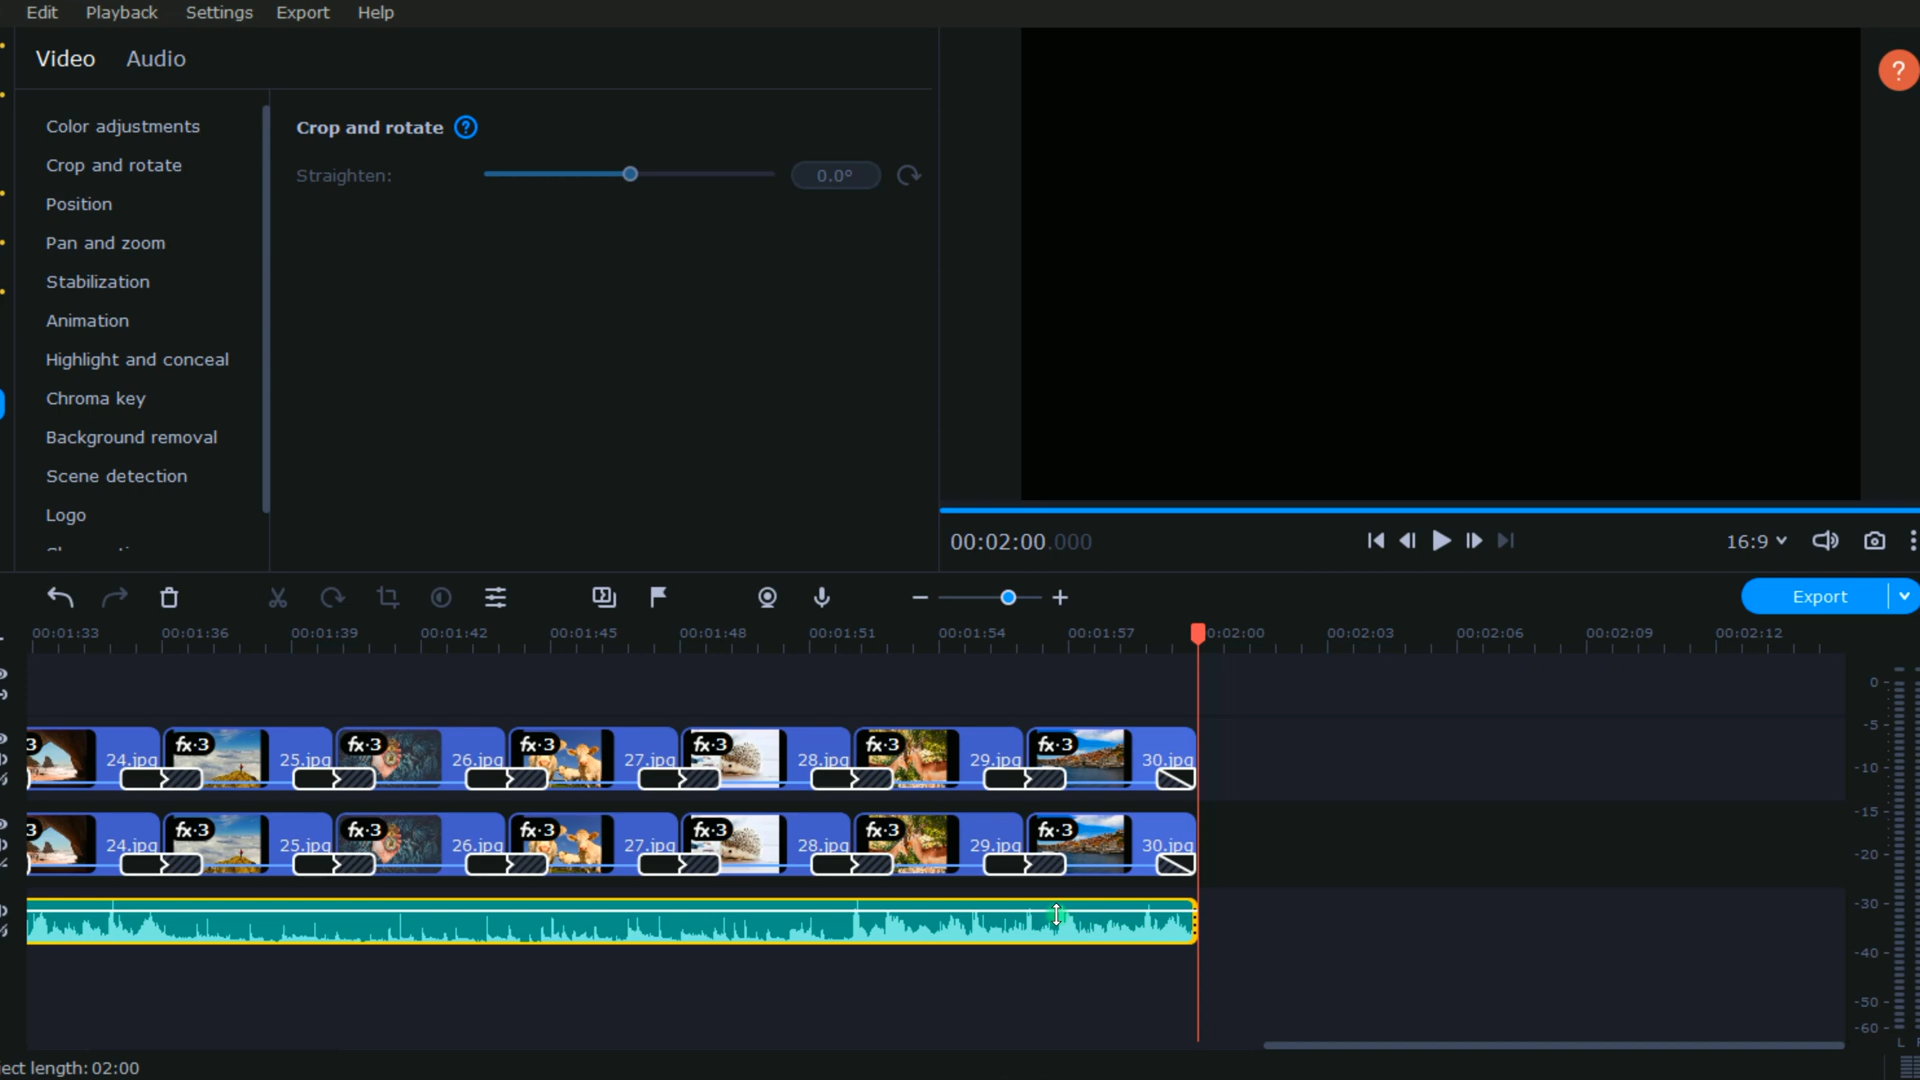 Edit Playback Settings Export Help
Video Audio
Color adjustments
Crop and rotate
Position
Pan and zoom
Stabilization
Animation
Highlight and conceal
Chroma key
Background removal
Scene detection
Logo
Crop and rotate ?
Straighten: 0.0°
?
00:02:00.000
16:9
Export
00:01:33 00:01:36 00:01:39 00:01:42 00:01:45 00:01:48 00:01:51 00:01:54 00:01:57 00:02:00 00:02:03 00:02:06 00:02:09 00:02:12
3 24.jpg fx·3 25.jpg fx·3 26.jpg fx·3 27.jpg fx·3 28.jpg fx·3 29.jpg fx·3 30.jpg
3 24.jpg fx·3 25.jpg fx·3 26.jpg fx·3 27.jpg fx·3 28.jpg fx·3 29.jpg fx·3 30.jpg
0
-5
-10
-15
-20
-30
-40
-50
-60
L
ject length: 02:00